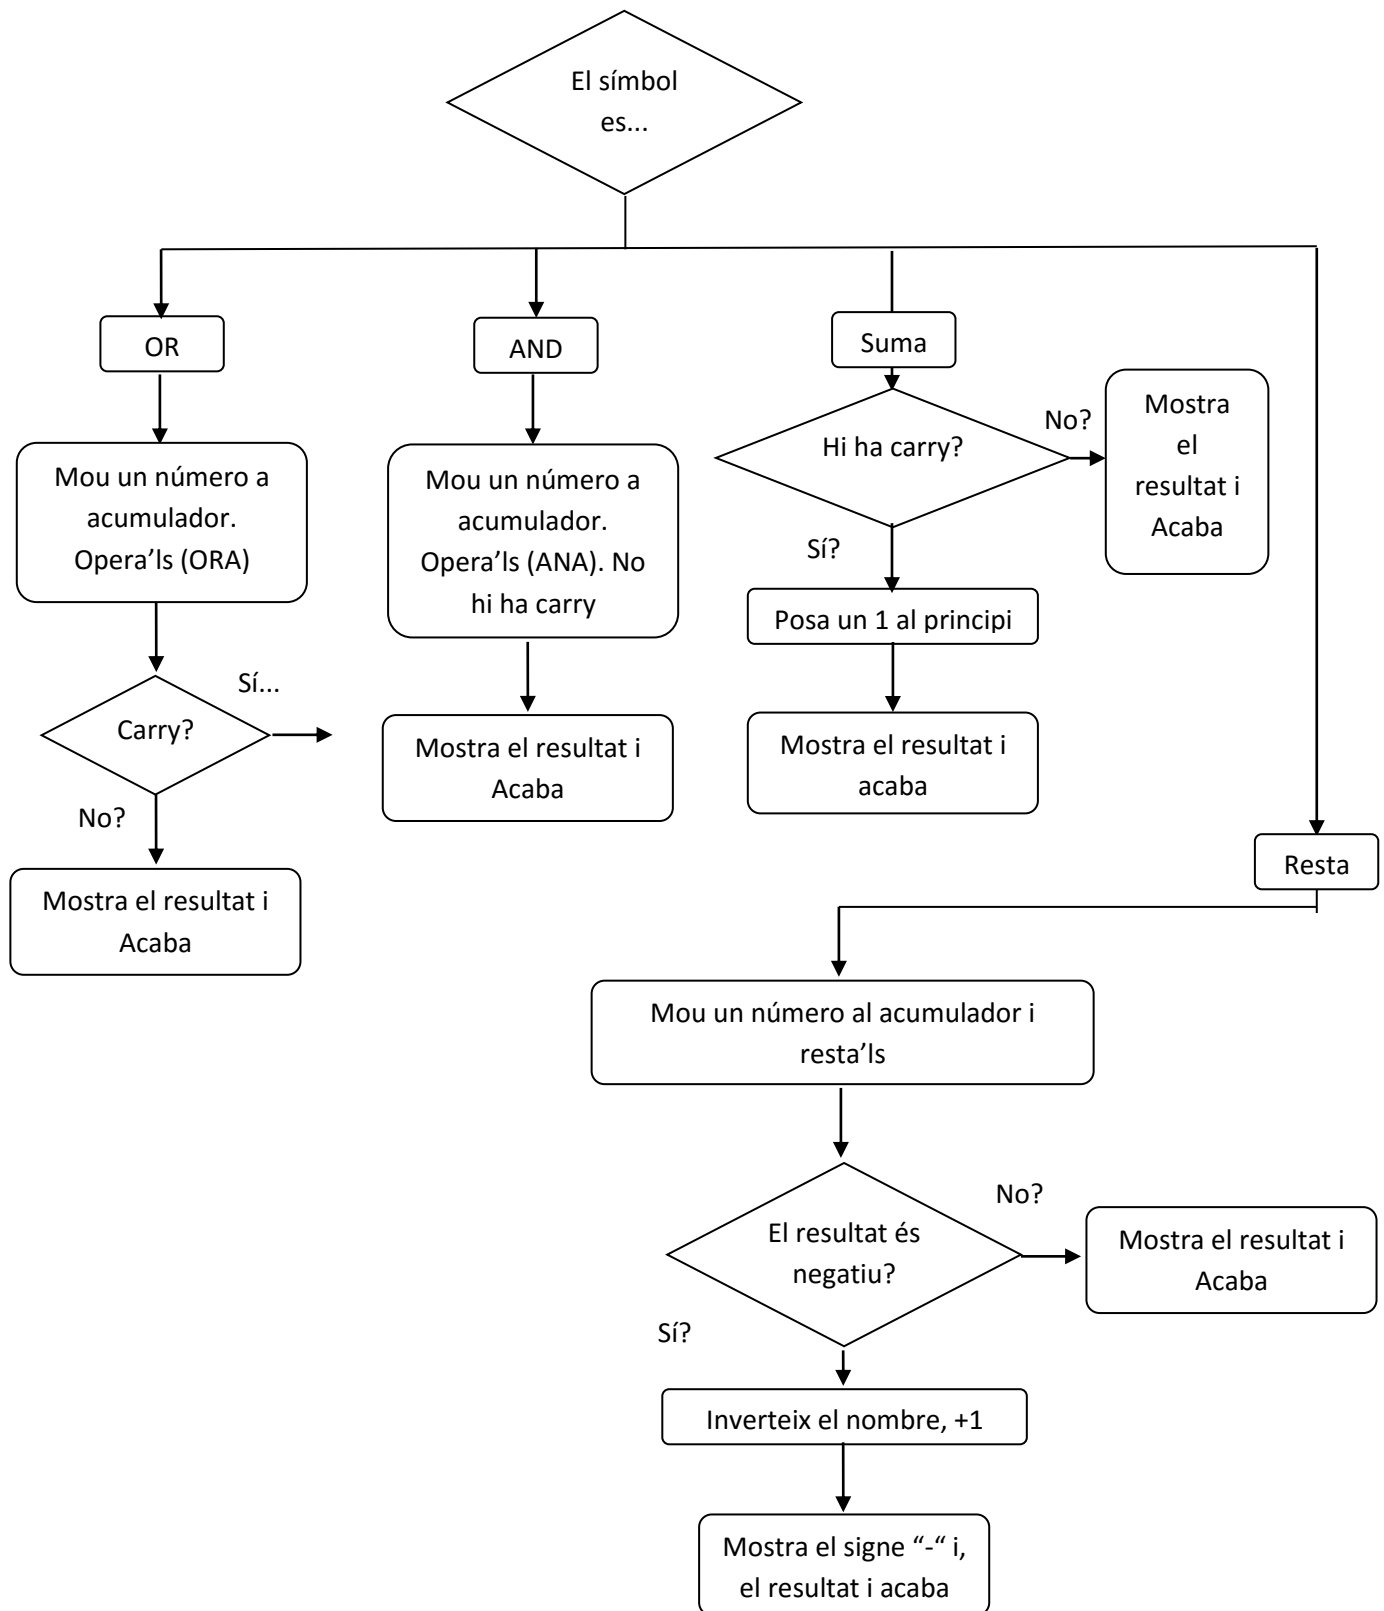 El símbol
es...
OR
AND
Suma
Mou un número a
acumulador.
Opera’ls (ORA)
Mou un número a
acumulador.
Opera’ls (ANA). No
hi ha carry
Hi ha carry?
No?
Mostra
el
resultat i
Acaba
Sí?
Posa un 1 al principi
Mostra el resultat i
acaba
Carry?
Sí...
No?
Mostra el resultat i
Acaba
Mostra el resultat i
Acaba
Resta
Mou un número al acumulador i
resta’ls
El resultat és
negatiu?
No?
Mostra el resultat i
Acaba
Sí?
Inverteix el nombre, +1
Mostra el signe “-“ i,
el resultat i acaba